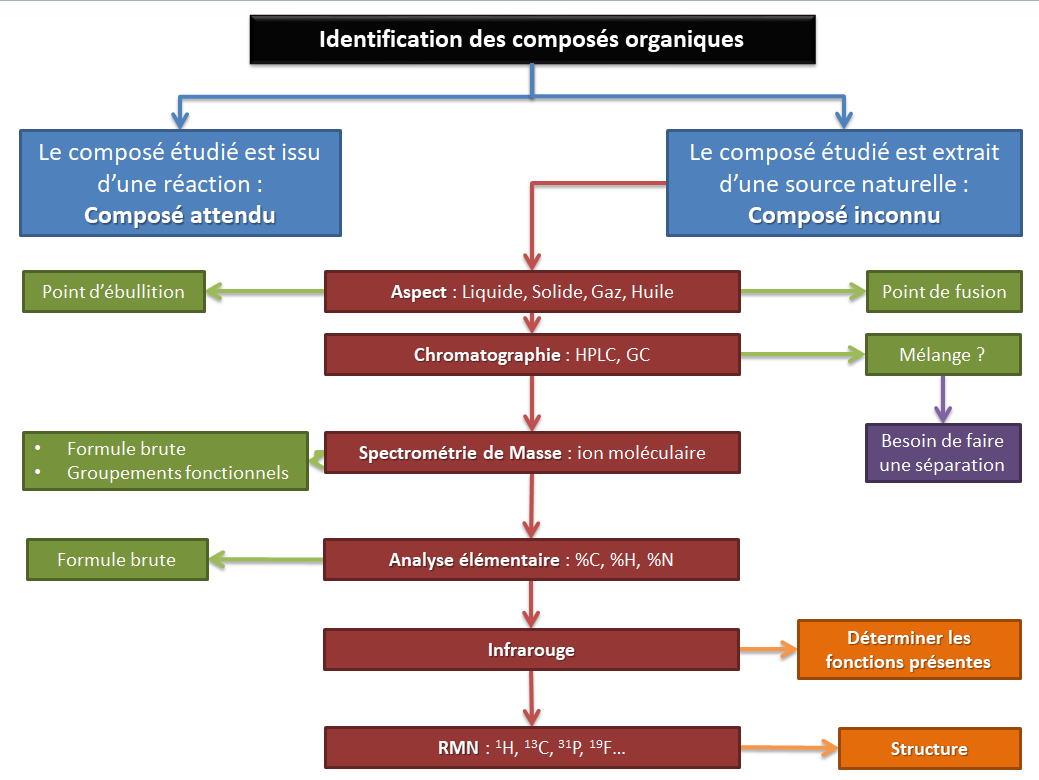 Identification des composés organiques
Le composé étudié est issu
d’une réaction :
Composé attendu
Le composé étudié est extrait
d’une source naturelle :
Composé inconnu
Point d’ébullition
Aspect : Liquide, Solide, Gaz, Huile
Point de fusion
Chromatographie : HPLC, GC
Mélange ?
• Formule brute
• Groupements fonctionnels
Spectrométrie de Masse : ion moléculaire
Besoin de faire
une séparation
Formule brute
Analyse élémentaire : %C, %H, %N
Infrarouge
Déterminer les
fonctions présentes
RMN : ¹H, ¹³C, ³¹P, ¹⁹F...
Structure